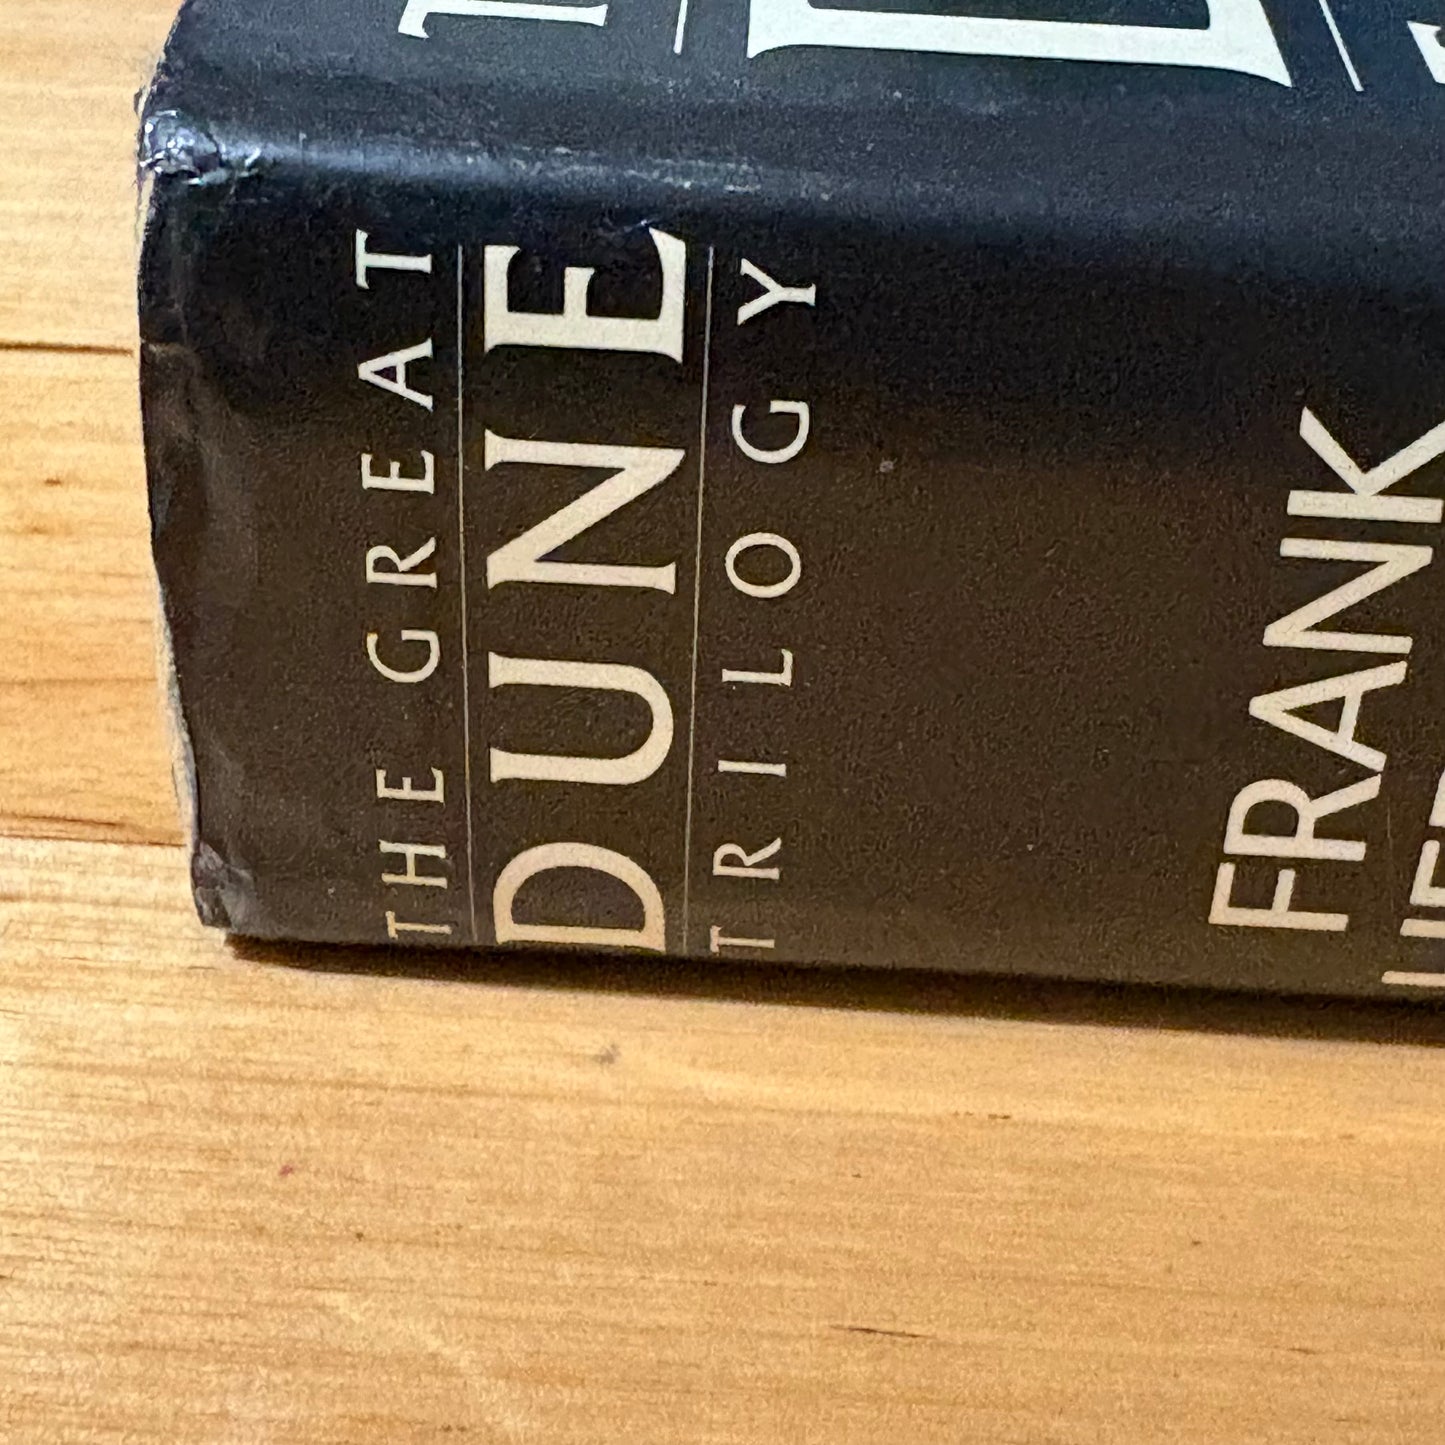 THE GREAT
DUNE
TRILOGY
FRANK